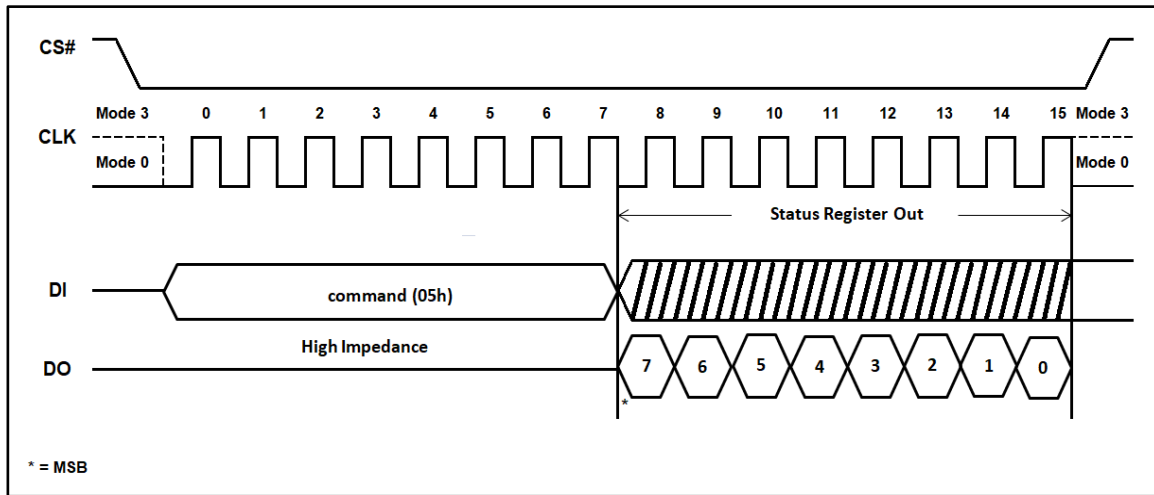 CS#
Mode 3 0 1 2 3 4 5 6 7 8 9 10 11 12 13 14 15 Mode 3
CLK
Mode 0 Mode 0
Status Register Out
DI command (05h)
High Impedance
DO 7 6 5 4 3 2 1 0
*
* = MSB